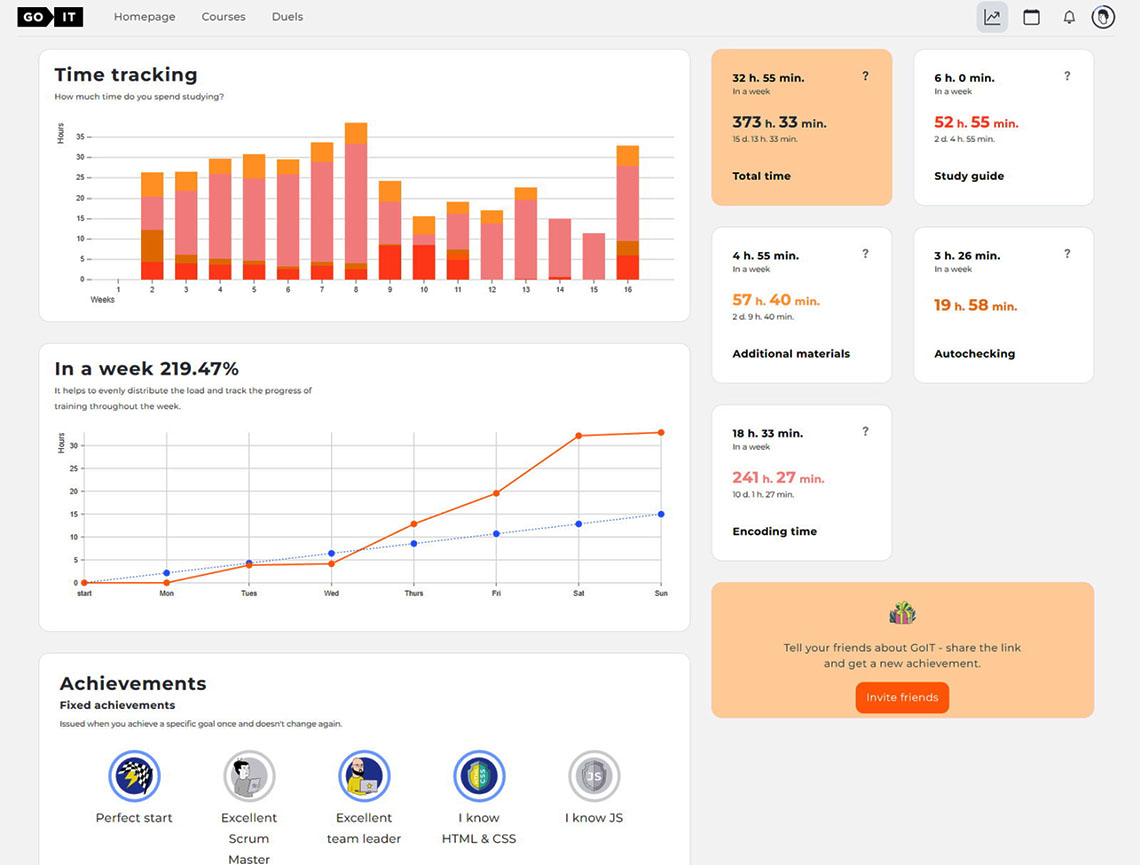 GO IT
Homepage Courses Duels
Time tracking
How much time do you spend studying?
Hours
35
30
25
20
15
10
5
0
1 2 3 4 5 6 7 8 9 10 11 12 13 14 15 16
Weeks
In a week 219.47%
It helps to evenly distribute the load and track the progress of
training throughout the week.
Hours
30
25
20
15
10
5
0
start Mon Tues Wed Thurs Fri Sat Sun
Achievements
Fixed achievements
Issued when you achieve a specific goal once and doesn't change again.
CSS
JS
Perfect start
Excellent
Scrum
Master
Excellent
team leader
I know
HTML & CSS
I know JS
32 h. 55 min. ?
In a week
373 h. 33 min.
15 d. 13 h. 33 min.
Total time
6 h. 0 min. ?
In a week
52 h. 55 min.
2 d. 4 h. 55 min.
Study guide
4 h. 55 min. ?
In a week
57 h. 40 min.
2 d. 9 h. 40 min.
Additional materials
3 h. 26 min. ?
In a week
19 h. 58 min.
Autochecking
18 h. 33 min. ?
In a week
241 h. 27 min.
10 d. 1 h. 27 min.
Encoding time
Tell your friends about GoIT - share the link
and get a new achievement.
Invite friends